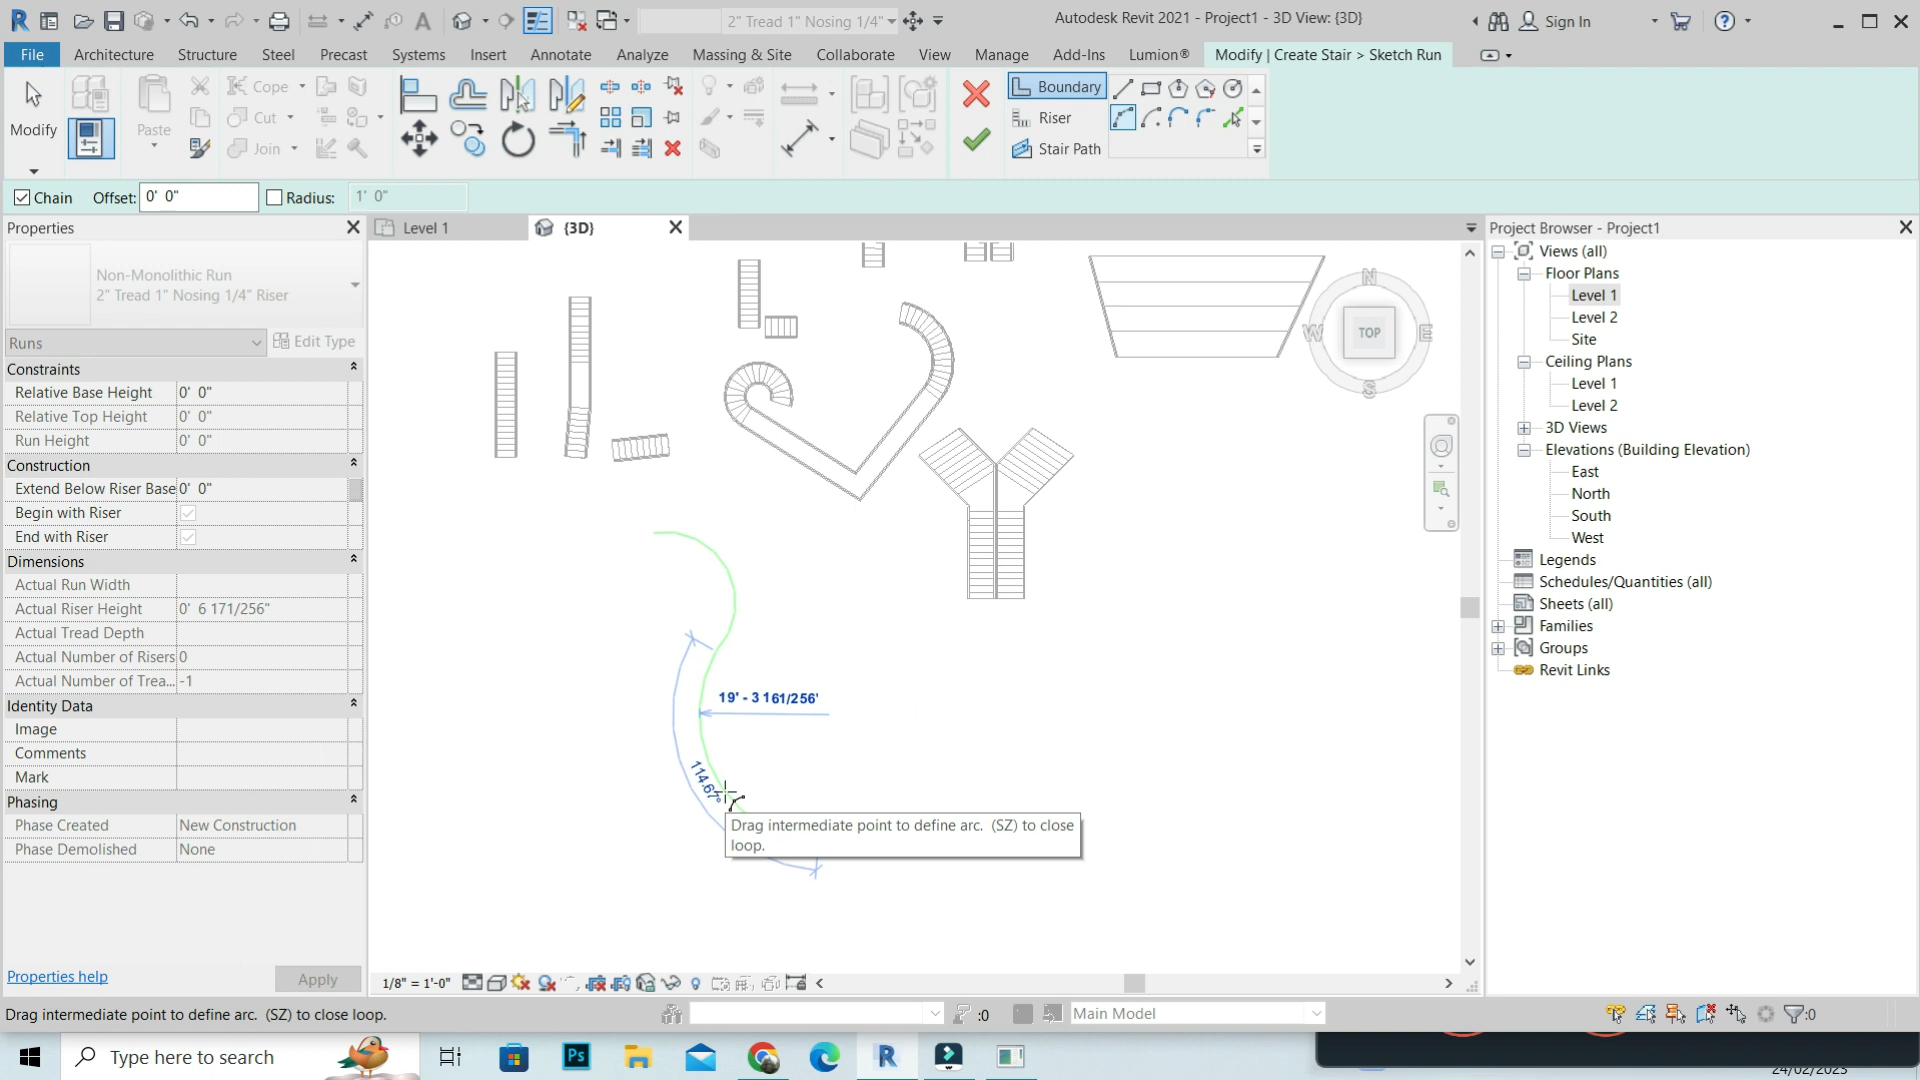 2" Tread 1" Nosing 1/4"
Autodesk Revit 2021 - Project1 - 3D View: {3D}
Sign In
File
Architecture
Structure
Steel
Precast
Systems
Insert
Annotate
Analyze
Massing & Site
Collaborate
View
Manage
Add-Ins
Lumion®
Modify | Create Stair > Sketch Run
Modify
Paste
Cope
Cut
Join
Boundary
Riser
Stair Path
Chain
Offset:
0' 0"
Radius:
1' 0"
Properties
Level 1
{3D}
Project Browser - Project1
Non-Monolithic Run
2" Tread 1" Nosing 1/4" Riser
Runs
Edit Type
Constraints
Relative Base Height 0' 0"
Relative Top Height 0' 0"
Run Height 0' 0"
Construction
Extend Below Riser Base 0' 0"
Begin with Riser
End with Riser
Dimensions
Actual Run Width
Actual Riser Height 0' 6 171/256"
Actual Tread Depth
Actual Number of Risers 0
Actual Number of Trea... -1
Identity Data
Image
Comments
Mark
Phasing
Phase Created New Construction
Phase Demolished None
Properties help
Apply
N
W
TOP
E
S
19' - 3 161/256'
114.67°
Drag intermediate point to define arc. (SZ) to close
loop.
Views (all)
Floor Plans
Level 1
Level 2
Site
Ceiling Plans
Level 1
Level 2
3D Views
Elevations (Building Elevation)
East
North
South
West
Legends
Schedules/Quantities (all)
Sheets (all)
Families
Groups
Revit Links
1/8" = 1'-0"
Drag intermediate point to define arc. (SZ) to close loop.
:0
Main Model
:0
Type here to search
Ps
R
24/02/2023